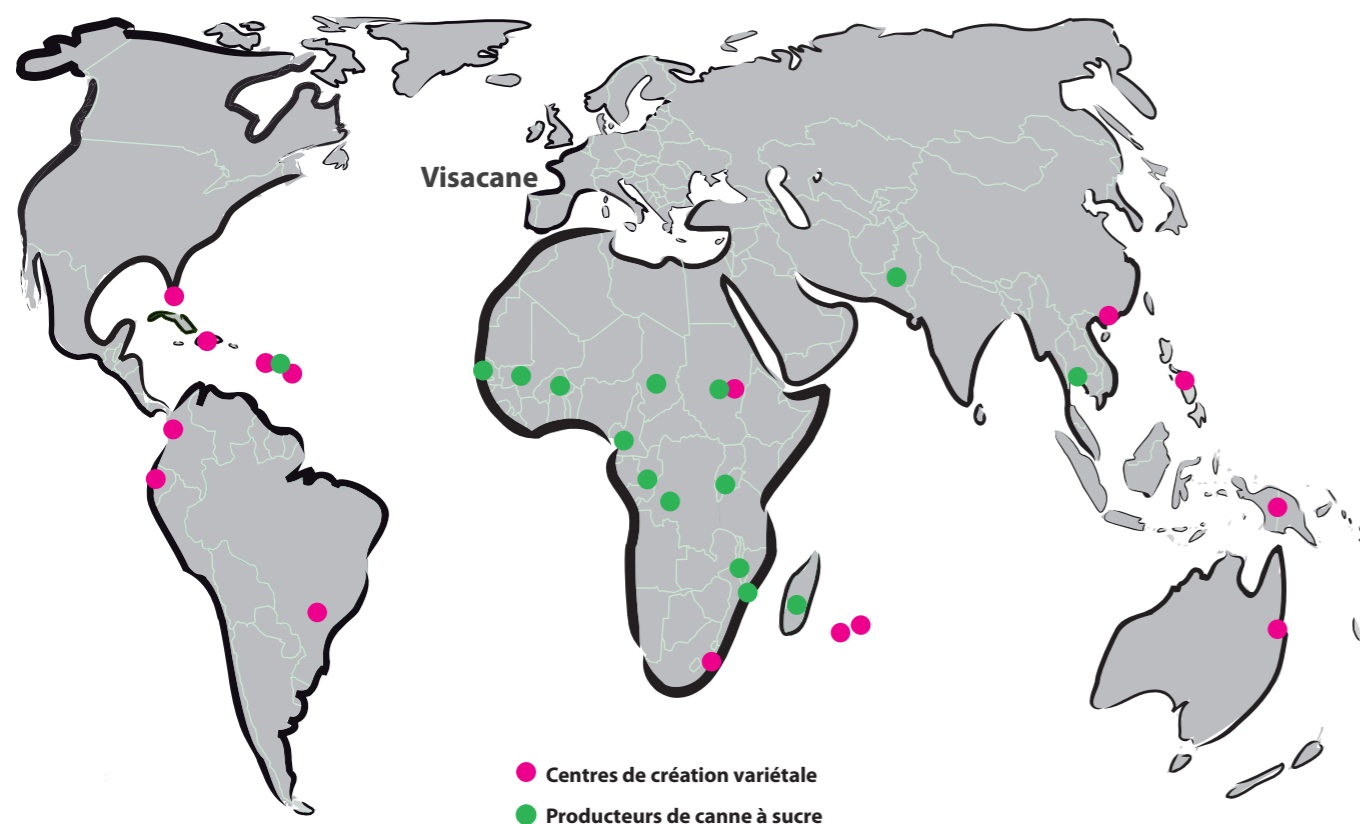 Visacane
Centres de création variétale
Producteurs de canne à sucre